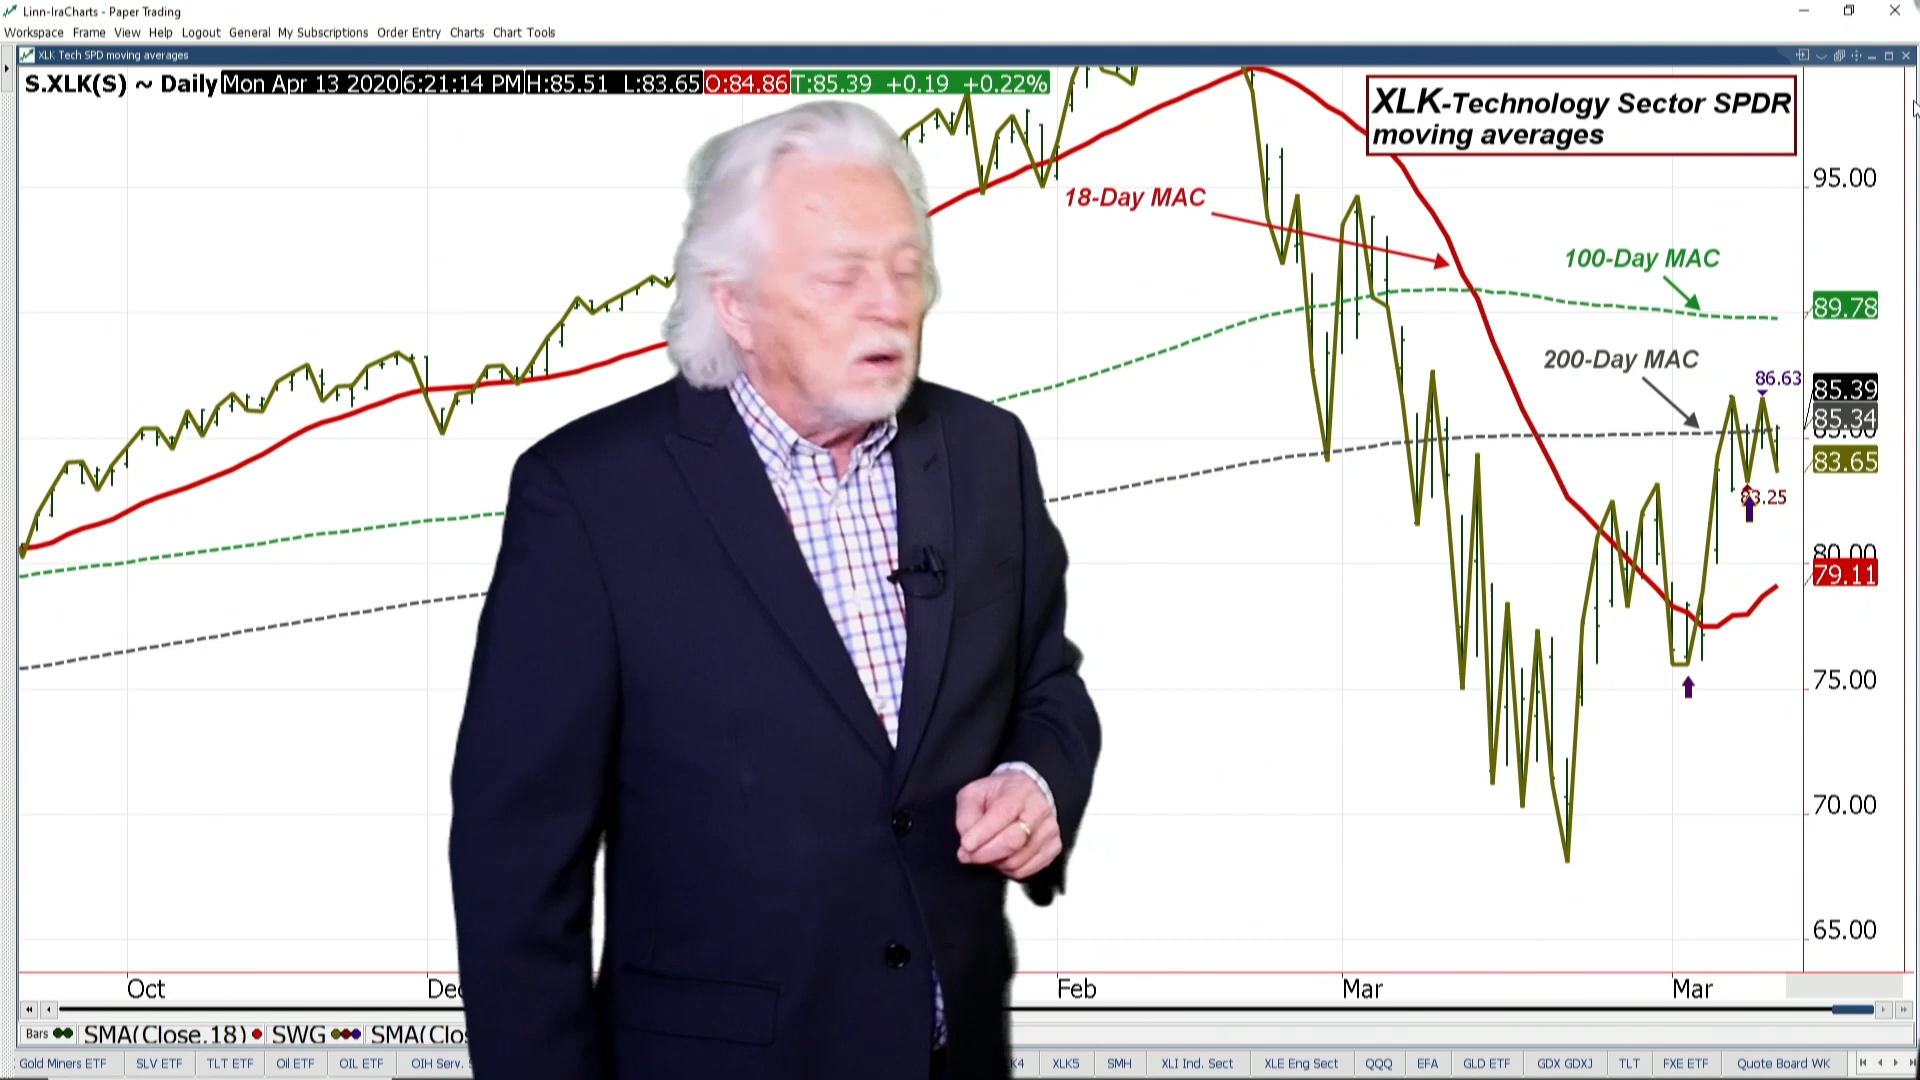 Linn-IraCharts - Paper Trading
Workspace Frame View Help Logout General My Subscriptions Order Entry Charts Chart Tools
XLK Tech SPD moving averages
S.XLK(S) ~ Daily Mon Apr 13 2020 6:21:14 PM H:85.51 L:83.65 O:84.86 T:85.39 +0.19 +0.22%
XLK-Technology Sector SPDR
moving averages
95.00
18-Day MAC
100-Day MAC
89.78
200-Day MAC
86.63
85.39
85.34
83.65
83.25
80.00
79.11
75.00
70.00
65.00
Oct Dec Feb Mar Mar
Bars SMA(Close,18) SWG SMA(Clos
Gold Miners ETF SLV ETF TLT ETF Oil ETF OIL ETF OIH Serv. K4 XLK5 SMH XLI Ind. Sect XLE Eng Sect QQQ EFA GLD ETF GDX GDXJ TLT FXE ETF Quote Board WK